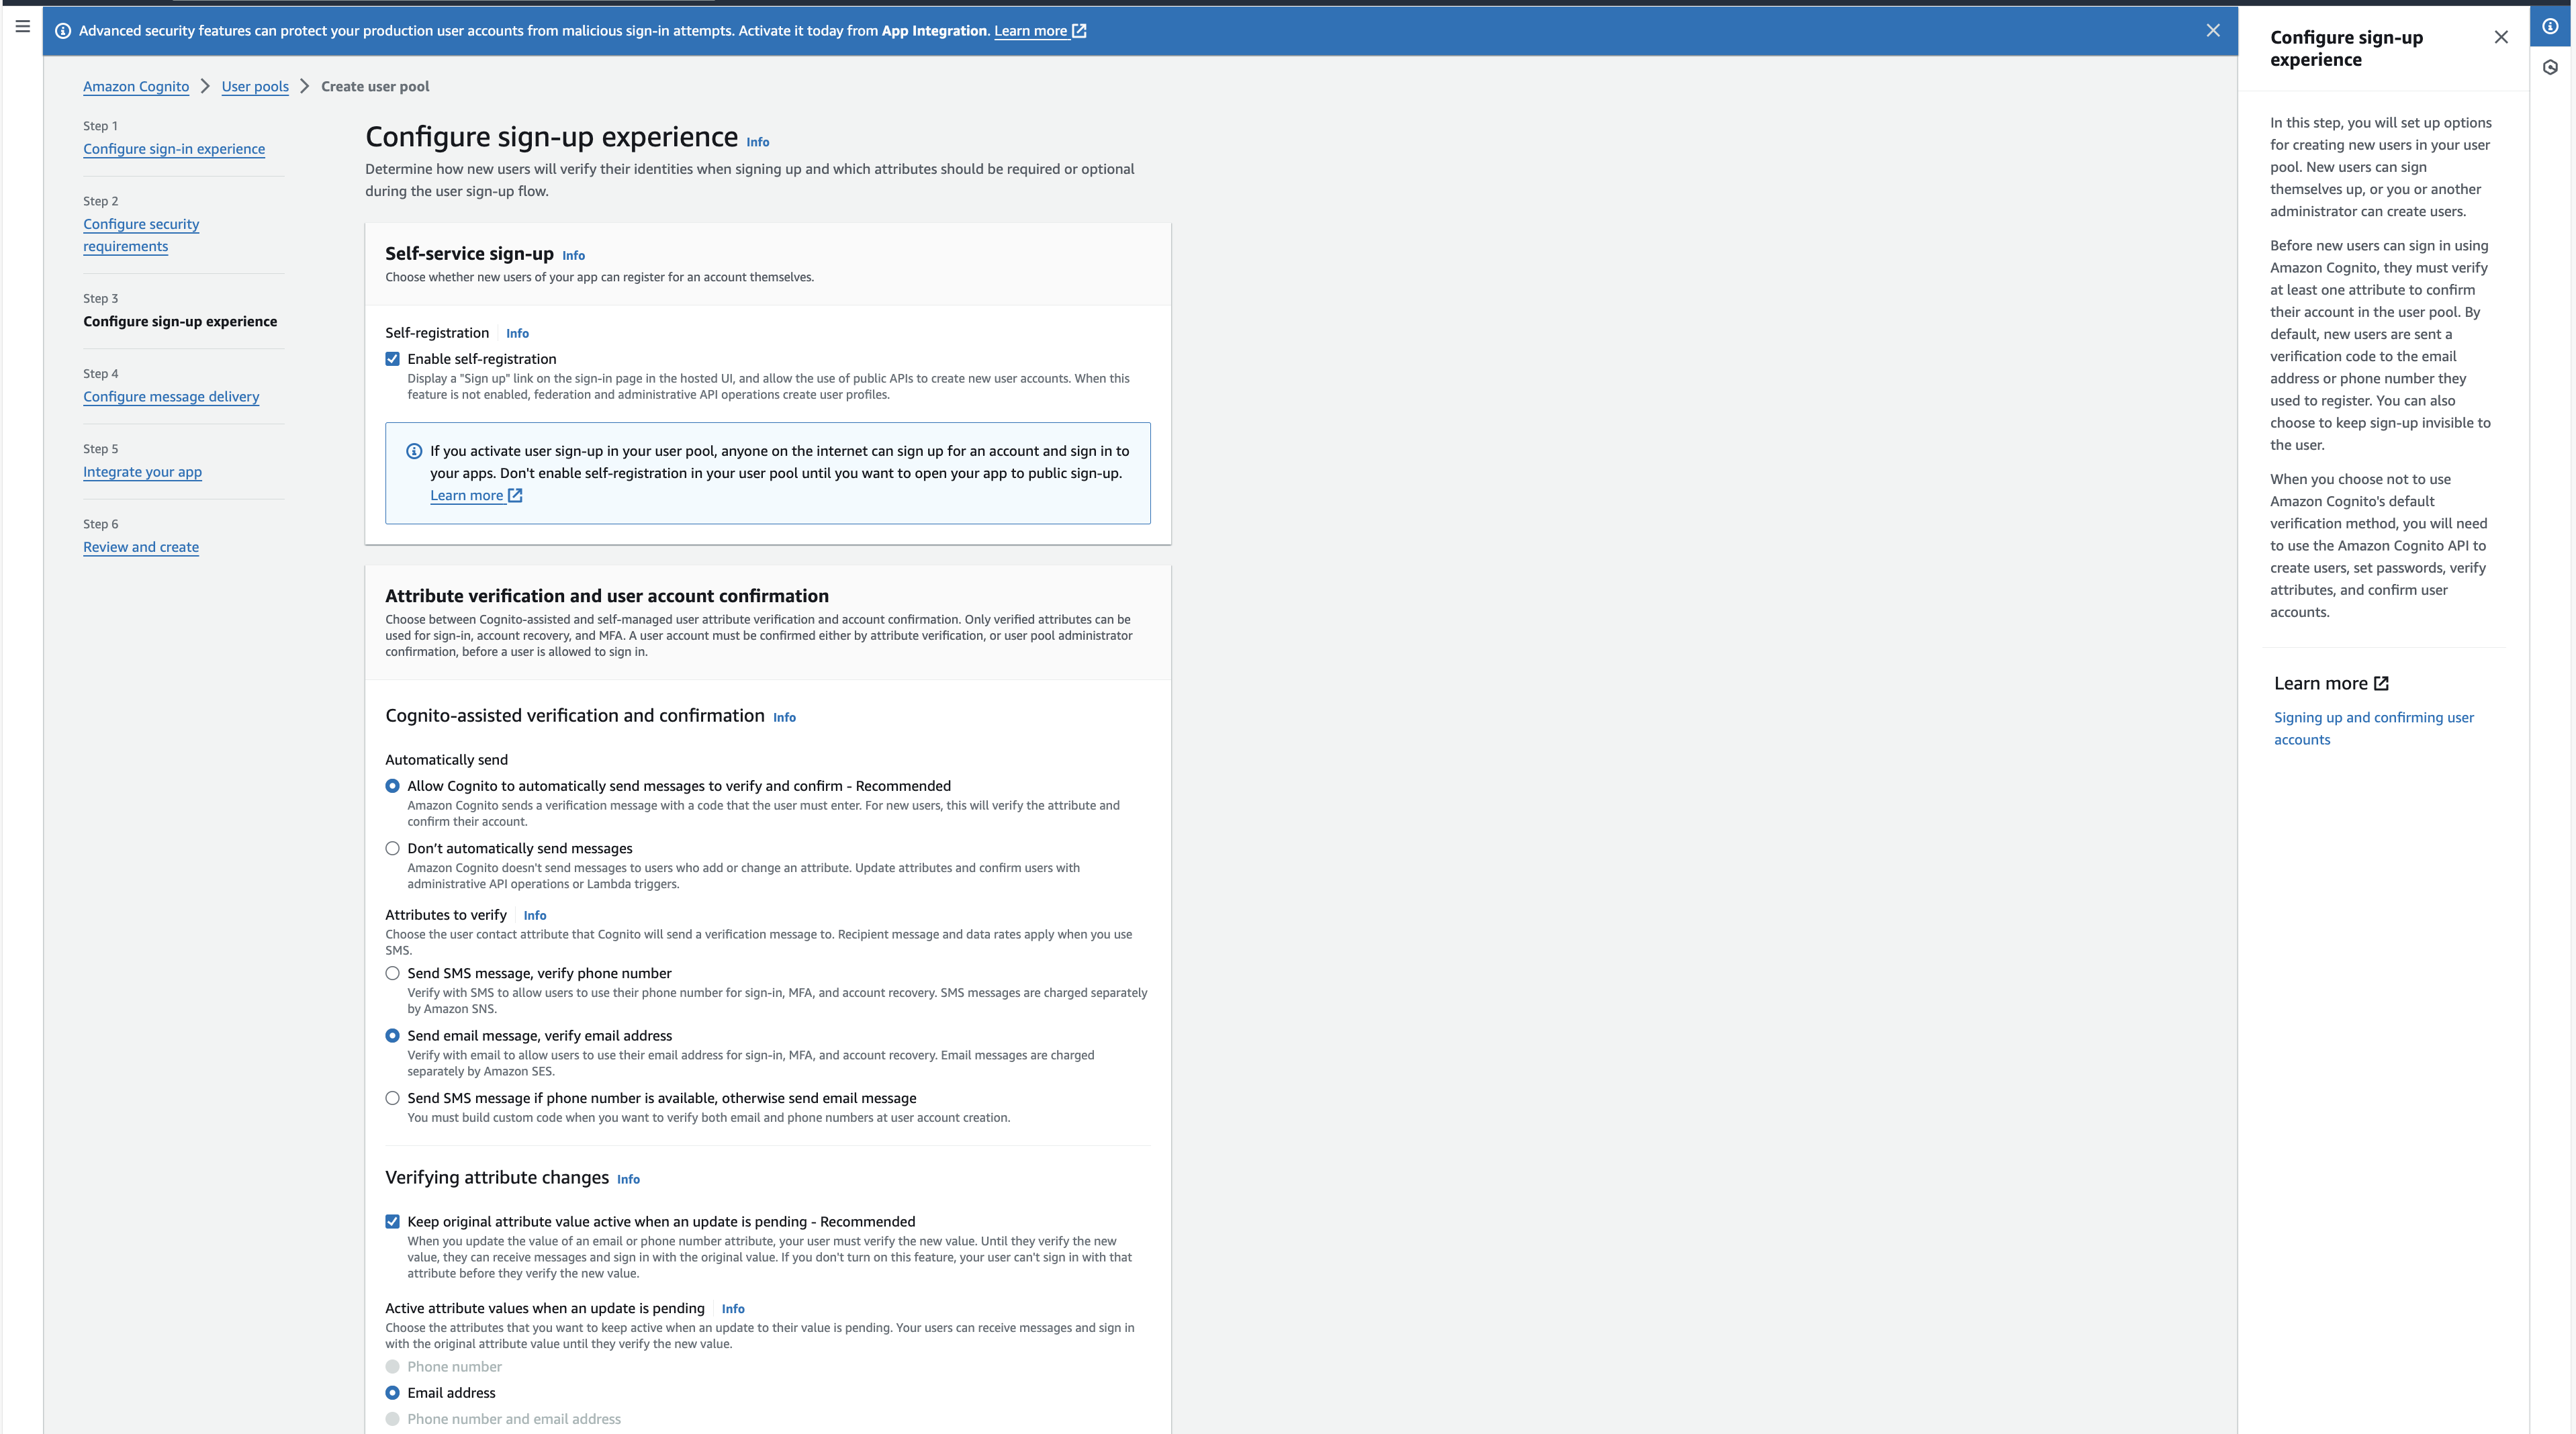 Advanced security features can protect your production user accounts from malicious sign-in attempts. Activate it today from App Integration. Learn more
Amazon Cognito > User pools > Create user pool
Step 1
Configure sign-in experience
Step 2
Configure security
requirements
Step 3
Configure sign-up experience
Step 4
Configure message delivery
Step 5
Integrate your app
Step 6
Review and create
Configure sign-up experience Info
Determine how new users will verify their identities when signing up and which attributes should be required or optional
during the user sign-up flow.
Self-service sign-up Info
Choose whether new users of your app can register for an account themselves.
Self-registration Info
Enable self-registration
Display a "Sign up" link on the sign-in page in the hosted UI, and allow the use of public APIs to create new user accounts. When this
feature is not enabled, federation and administrative API operations create user profiles.
If you activate user sign-up in your user pool, anyone on the internet can sign up for an account and sign in to
your apps. Don't enable self-registration in your user pool until you want to open your app to public sign-up.
Learn more
Attribute verification and user account confirmation
Choose between Cognito-assisted and self-managed user attribute verification and account confirmation. Only verified attributes can be
used for sign-in, account recovery, and MFA. A user account must be confirmed either by attribute verification, or user pool administrator
confirmation, before a user is allowed to sign in.
Cognito-assisted verification and confirmation Info
Automatically send
Allow Cognito to automatically send messages to verify and confirm - Recommended
Amazon Cognito sends a verification message with a code that the user must enter. For new users, this will verify the attribute and
confirm their account.
Don't automatically send messages
Amazon Cognito doesn't send messages to users who add or change an attribute. Update attributes and confirm users with
administrative API operations or Lambda triggers.
Attributes to verify Info
Choose the user contact attribute that Cognito will send a verification message to. Recipient message and data rates apply when you use
SMS.
Send SMS message, verify phone number
Verify with SMS to allow users to use their phone number for sign-in, MFA, and account recovery. SMS messages are charged separately
by Amazon SNS.
Send email message, verify email address
Verify with email to allow users to use their email address for sign-in, MFA, and account recovery. Email messages are charged
separately by Amazon SES.
Send SMS message if phone number is available, otherwise send email message
You must build custom code when you want to verify both email and phone numbers at user account creation.
Verifying attribute changes Info
Keep original attribute value active when an update is pending - Recommended
When you update the value of an email or phone number attribute, your user must verify the new value. Until they verify the new
value, they can receive messages and sign in with the original value. If you don't turn on this feature, your user can't sign in with that
attribute before they verify the new value.
Active attribute values when an update is pending Info
Choose the attributes that you want to keep active when an update to their value is pending. Your users can receive messages and sign in
with the original attribute value until they verify the new value.
Phone number
Email address
Phone number and email address
Configure sign-up
experience
In this step, you will set up options
for creating new users in your user
pool. New users can sign
themselves up, or you or another
administrator can create users.
Before new users can sign in using
Amazon Cognito, they must verify
at least one attribute to confirm
their account in the user pool. By
default, new users are sent a
verification code to the email
address or phone number they
used to register. You can also
choose to keep sign-up invisible to
the user.
When you choose not to use
Amazon Cognito's default
verification method, you will need
to use the Amazon Cognito API to
create users, set passwords, verify
attributes, and confirm user
accounts.
Learn more
Signing up and confirming user
accounts